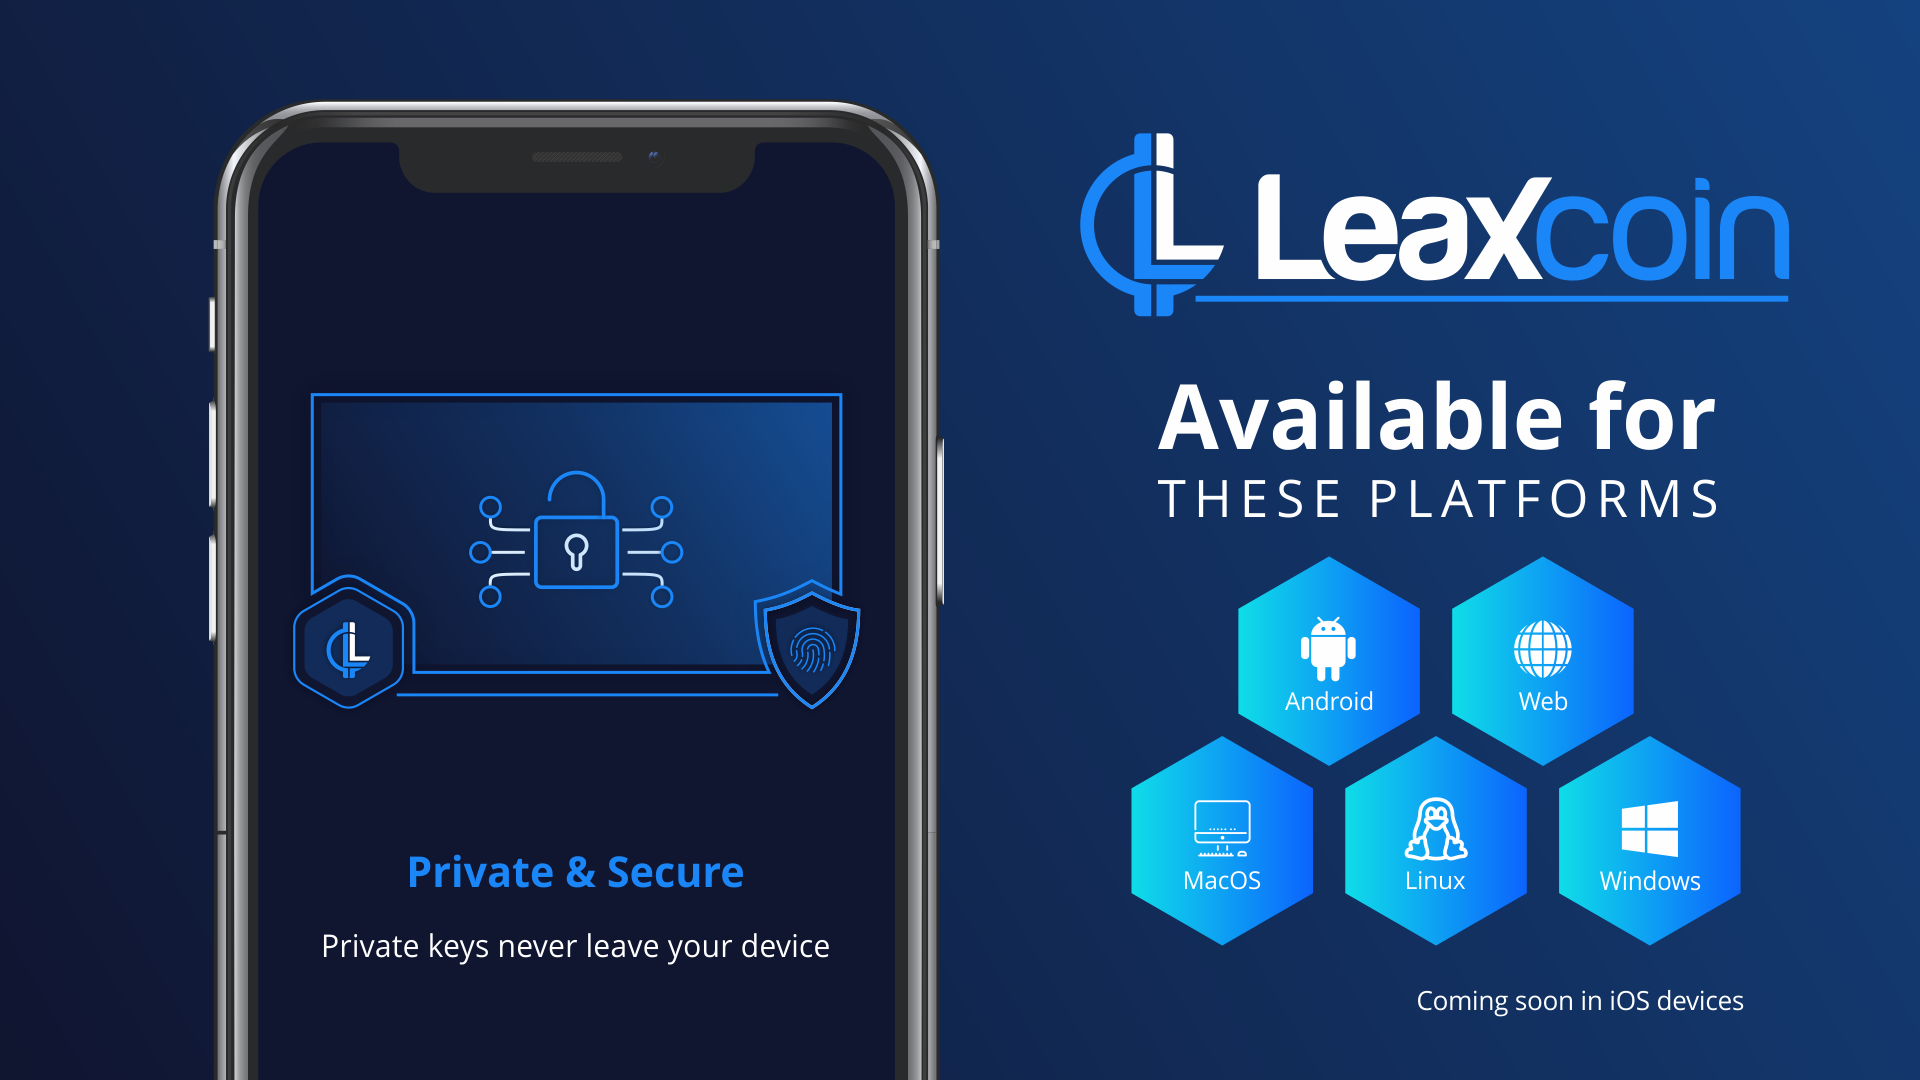 Leaxcoin
Available for
THESE PLATFORMS
Android
Web
MacOS
Linux
Windows
Coming soon in iOS devices
Private & Secure
Private keys never leave your device